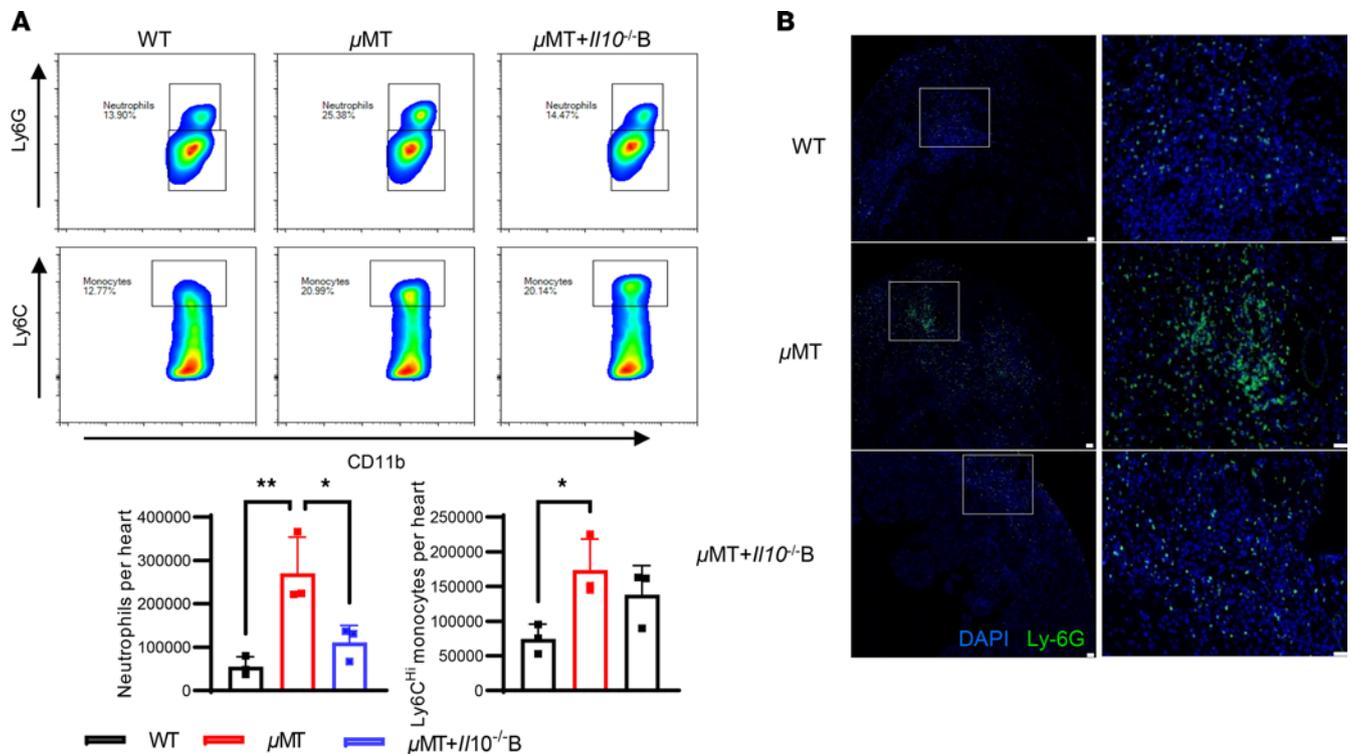 A
WT
μMT
μMT+Il10-/-B
Ly6G
Neutrophils
13.90%
Neutrophils
25.38%
Neutrophils
14.47%
Ly6C
Monocytes
12.77%
Monocytes
20.99%
Monocytes
20.14%
CD11b
Neutrophils per heart
400000
300000
200000
100000
0
**
*
Ly6CHi monocytes per heart
250000
200000
150000
100000
50000
0
*
WT
μMT
μMT+Il10-/-B
B
WT
μMT
μMT+Il10-/-B
DAPI Ly-6G